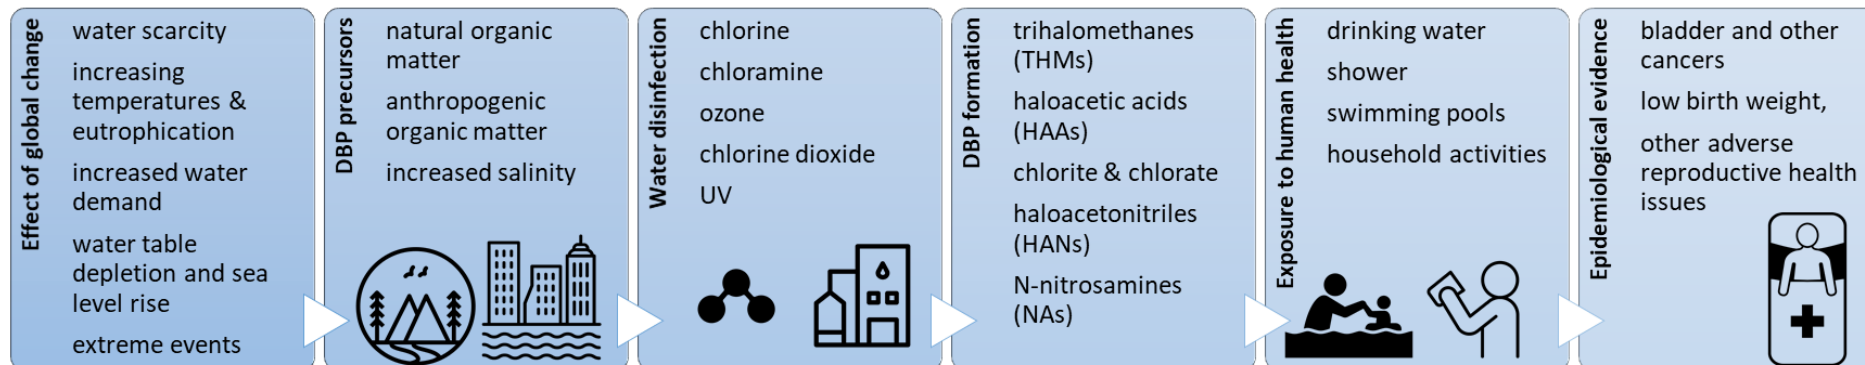 Effect of global change
water scarcity
increasing
temperatures &
eutrophication
increased water
demand
water table
depletion and sea
level rise
extreme events
DBP precursors
natural organic
matter
anthropogenic
organic matter
increased salinity
Water disinfection
chlorine
chloramine
ozone
chlorine dioxide
UV
DBP formation
trihalomethanes
(THMs)
haloacetic acids
(HAAs)
chlorite & chlorate
haloacetonitriles
(HANs)
N-nitrosamines
(NAs)
Exposure to human health
drinking water
shower
swimming pools
household activities
Epidemiological evidence
bladder and other
cancers
low birth weight,
other adverse
reproductive health
issues